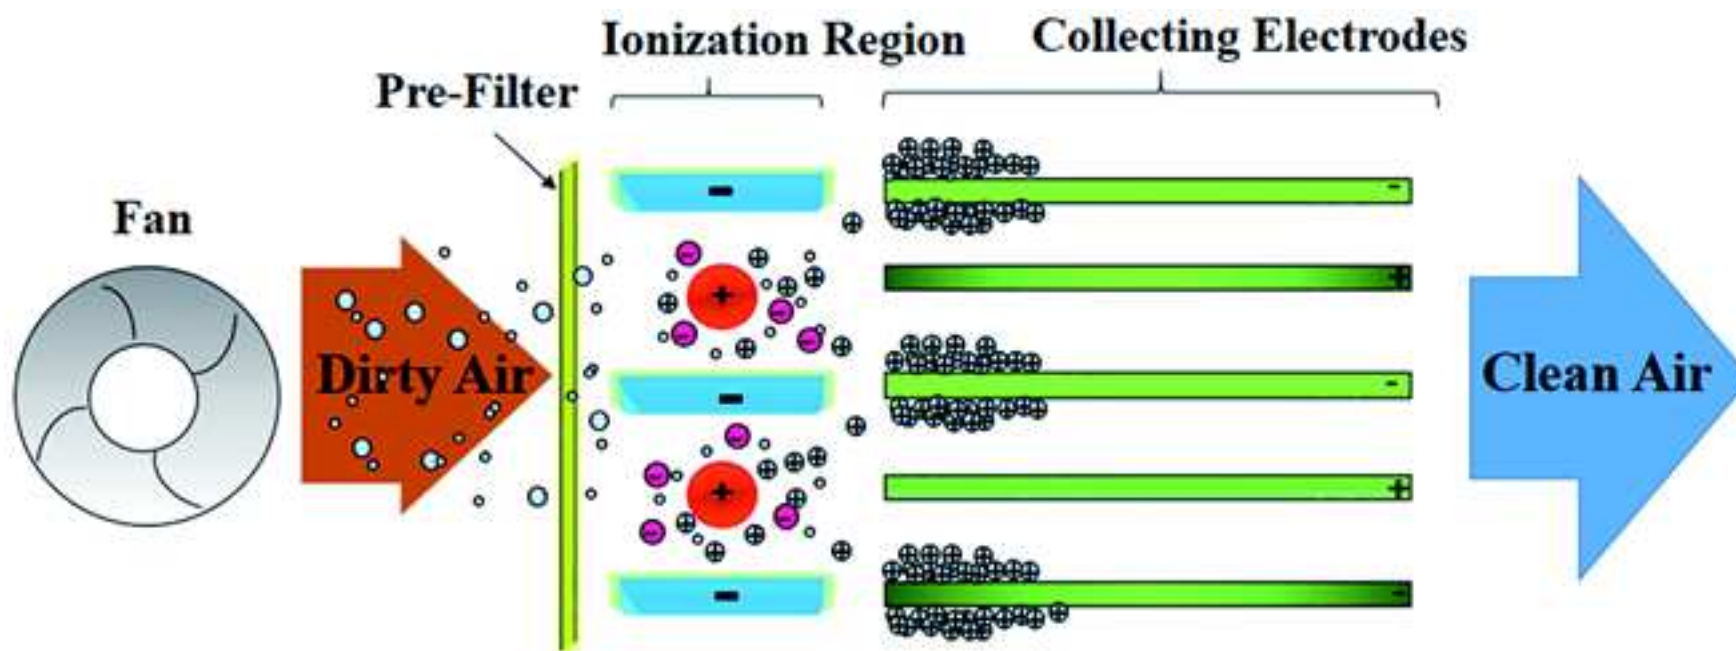 Ionization Region
Collecting Electrodes
Pre-Filter
Fan
Dirty Air
Clean Air